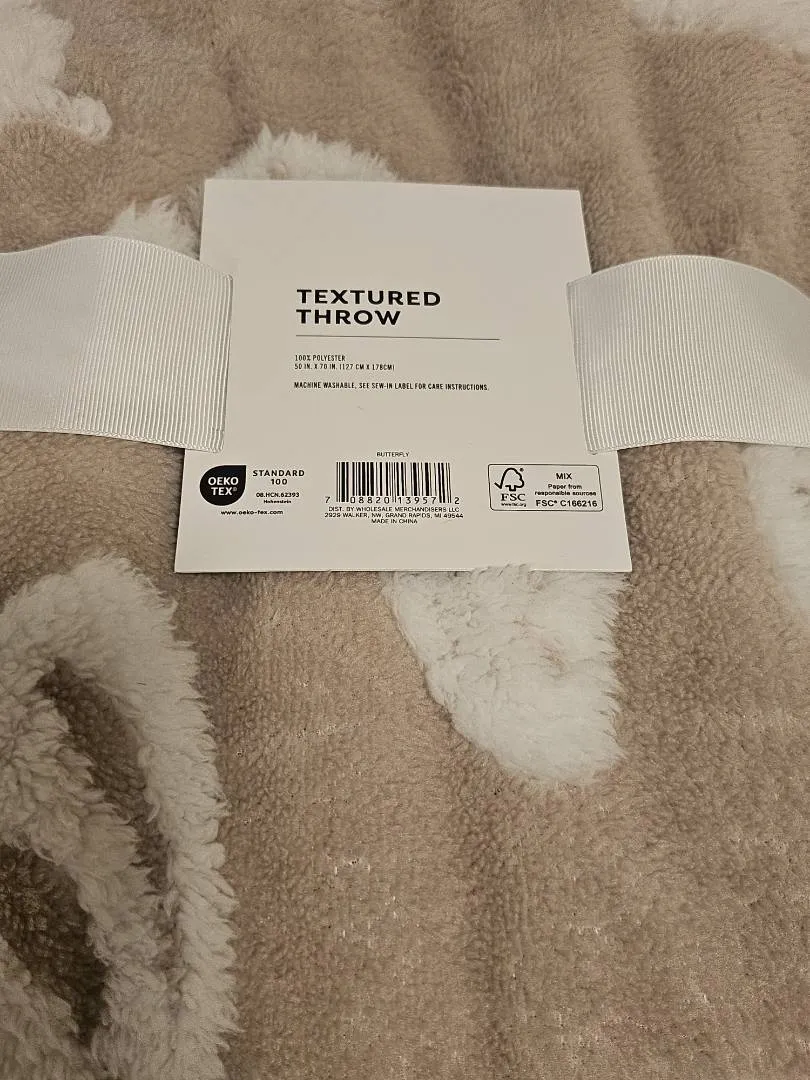 TEXTURED
THROW
100% POLYESTER
50 IN. X 70 IN. (127 CM X 178CM)
MACHINE WASHABLE, SEE SEW-IN LABEL FOR CARE INSTRUCTIONS.
OEKO
TEX®
STANDARD
100
08.HCN.62393
Hohenstein
www.oeko-tex.com
BUTTERFLY
7 08820 13957 2
DIST. BY WHOLESALE MERCHANDISERS LLC
2929 WALKER, NW, GRAND RAPIDS, MI 49544
MADE IN CHINA
FSC
www.fsc.org
MIX
Paper from
responsible sources
FSC® C166216